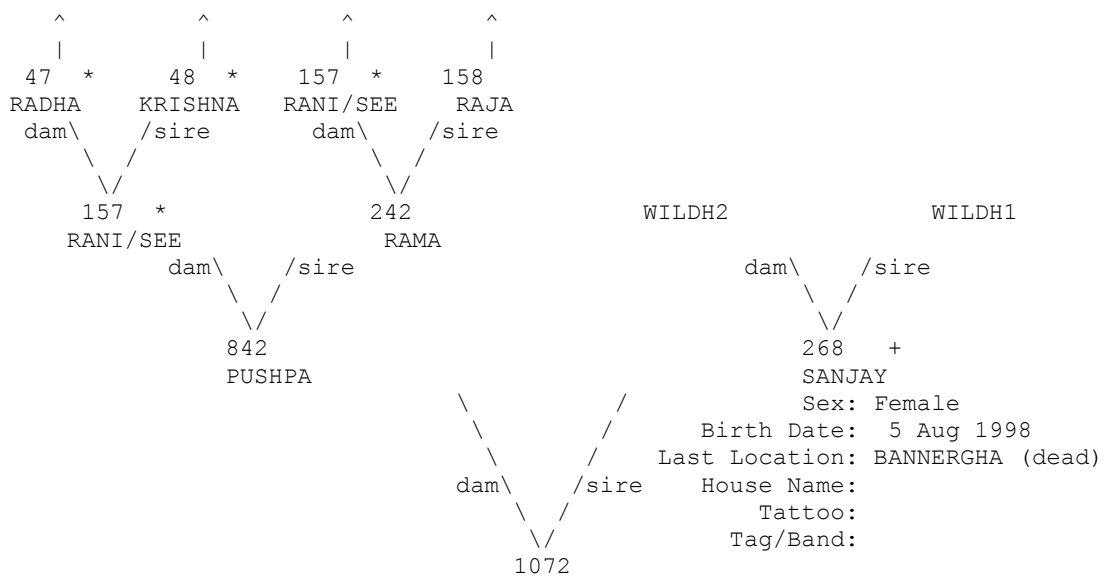 ^ ^ ^ ^
| | | |
47 * 48 * 157 * 158
RADHA KRISHNA RANI/SEE RAJA
dam\ /sire dam\ /sire
\ / \ /
\/ \/
157 * 242 WILDH2 WILDH1
RANI/SEE RAMA
dam\ /sire dam\ /sire
\ / \ /
\/ \/
842 268 +
PUSHPA SANJAY
\ / Sex: Female
\ / Birth Date: 5 Aug 1998
\ / Last Location: BANNERGHA (dead)
dam\ /sire House Name:
\ / Tattoo:
\/ Tag/Band:
1072